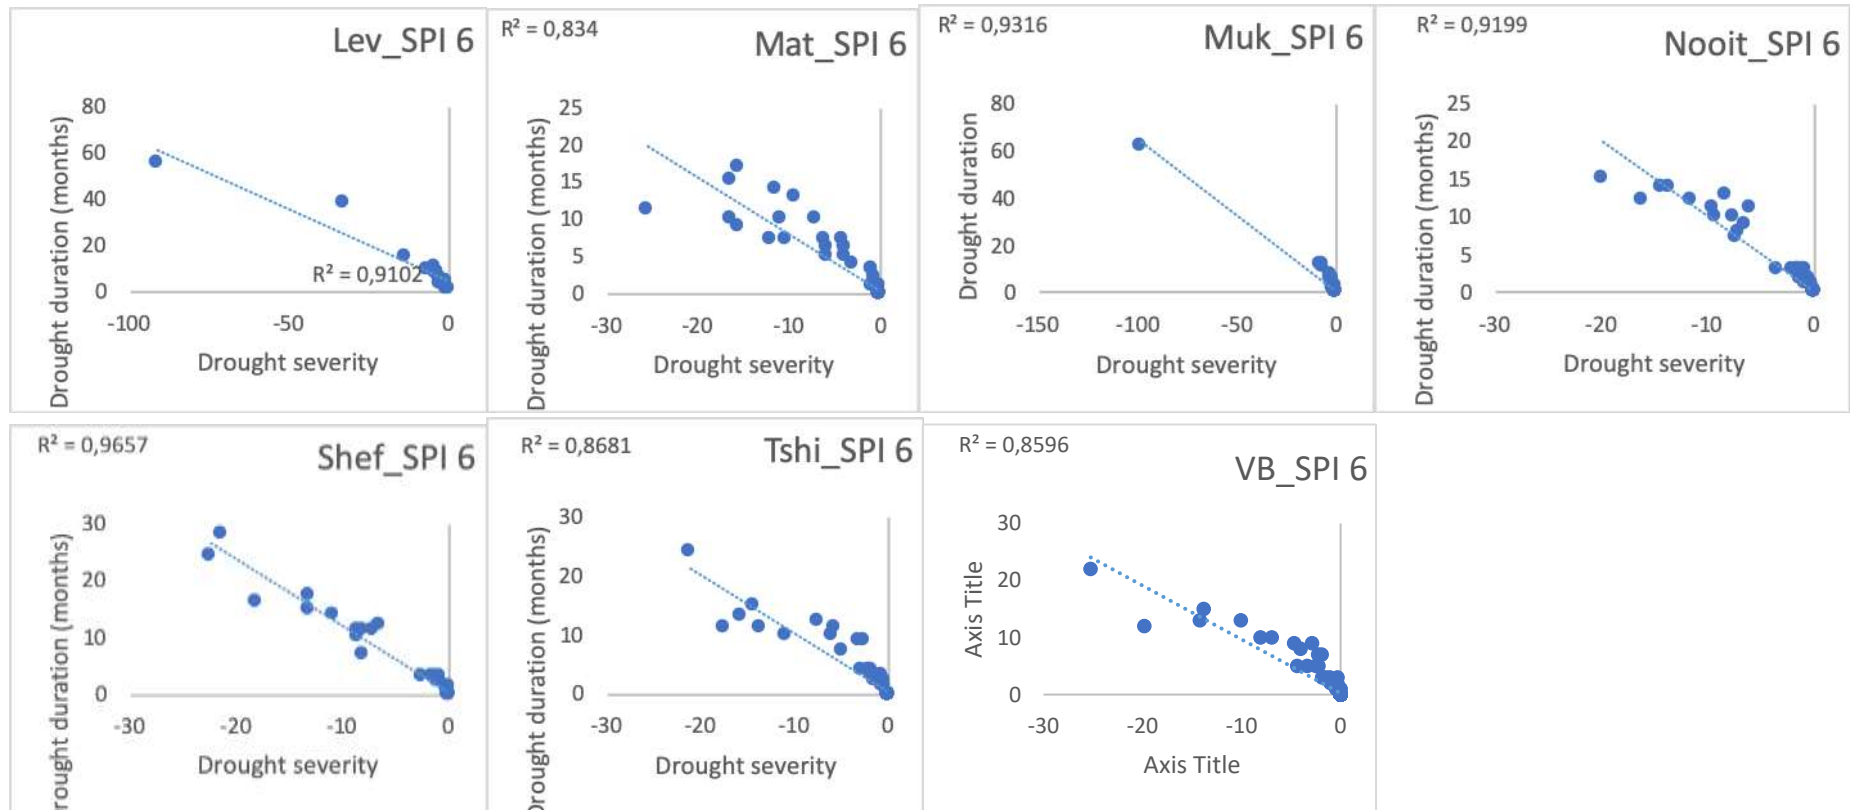 Lev_SPI 6
Drought duration (months)
80
60
40
20
0
R² = 0,9102
-100
-50
0
Drought severity
R² = 0,834
Mat_SPI 6
Drought duration (months)
25
20
15
10
5
0
-30
-20
-10
0
Drought severity
R² = 0,9316
Muk_SPI 6
Drought duration
80
60
40
20
0
-150
-100
-50
0
Drought severity
R² = 0,9199
Nooit_SPI 6
Drought duration (months)
25
20
15
10
5
0
-30
-20
-10
0
Drought severity
R² = 0,9657
Shef_SPI 6
Drought duration (months)
30
20
10
0
-30
-20
-10
0
Drought severity
R² = 0,8681
Tshi_SPI 6
Drought duration (months)
30
20
10
0
-30
-20
-10
0
Drought severity
R² = 0,8596
VB_SPI 6
Axis Title
30
20
10
0
-30
-20
-10
0
Axis Title